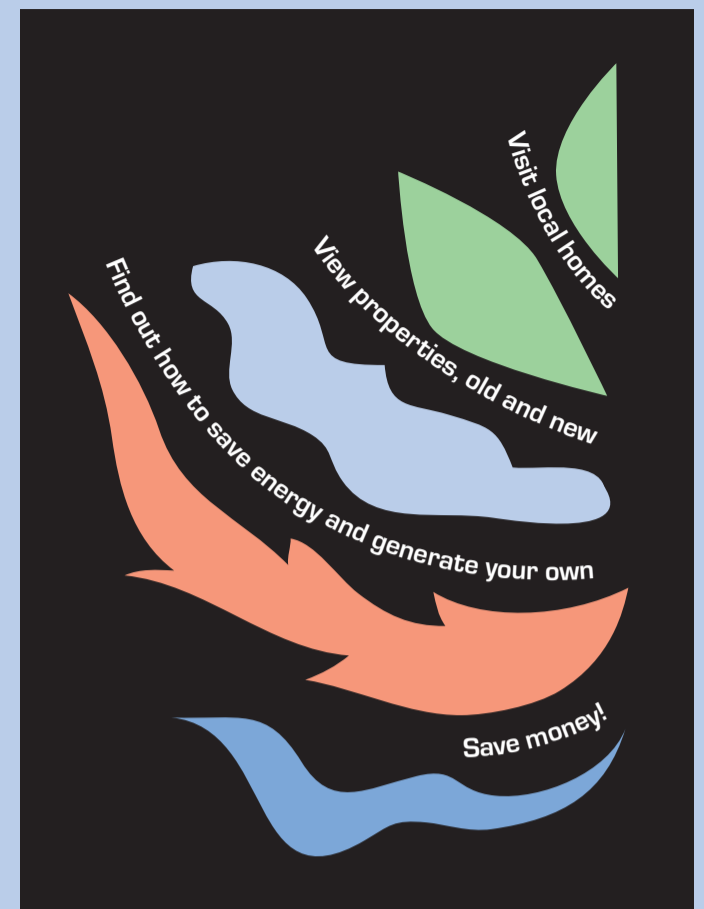 Visit local homes
View properties, old and new
Find out how to save energy and generate your own
Save money!